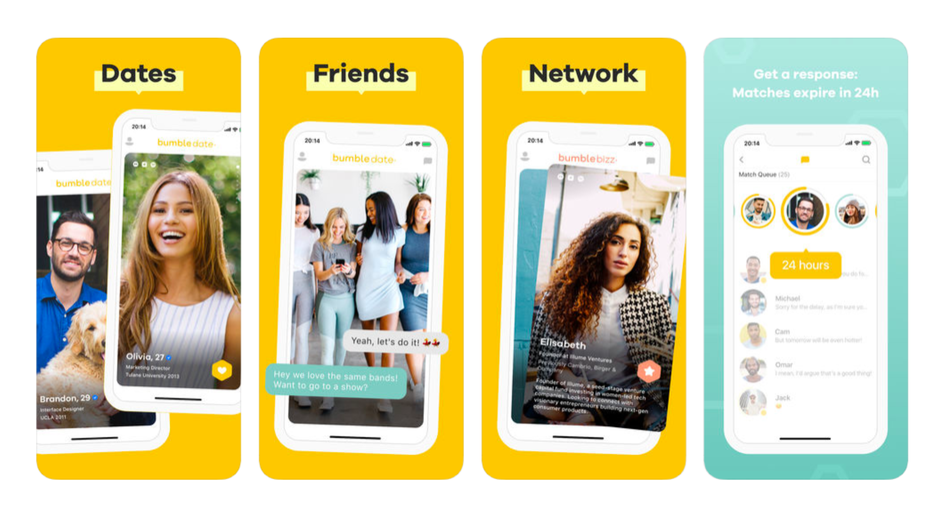 Dates
20:14
bumble date
Brandon, 29
Interface Designer
UCLA 2011
20:14
bumble date
Olivia, 27
Marketing Director
Tulane University 2013
Friends
20:14
bumble date
Yeah, let's do it! 💃💃
Hey we love the same bands!
Want to go to a show?
Network
20:14
bumble bizz
Elisabeth
Founder at Illume Ventures
Founder of Illume, a seed-stage venture
capital fund investing in women-led tech
companies. Looking to connect with
visionary entrepreneurs building next-gen
consumer products.
Get a response:
Matches expire in 24h
20:14
Match Queue (25)
24 hours
Michael
Sorry for the delay, as I'm sure yo...
Cam
But tomorrow will be even hotter!
Omar
I mean, I'd argue that's a good thing!
Jack